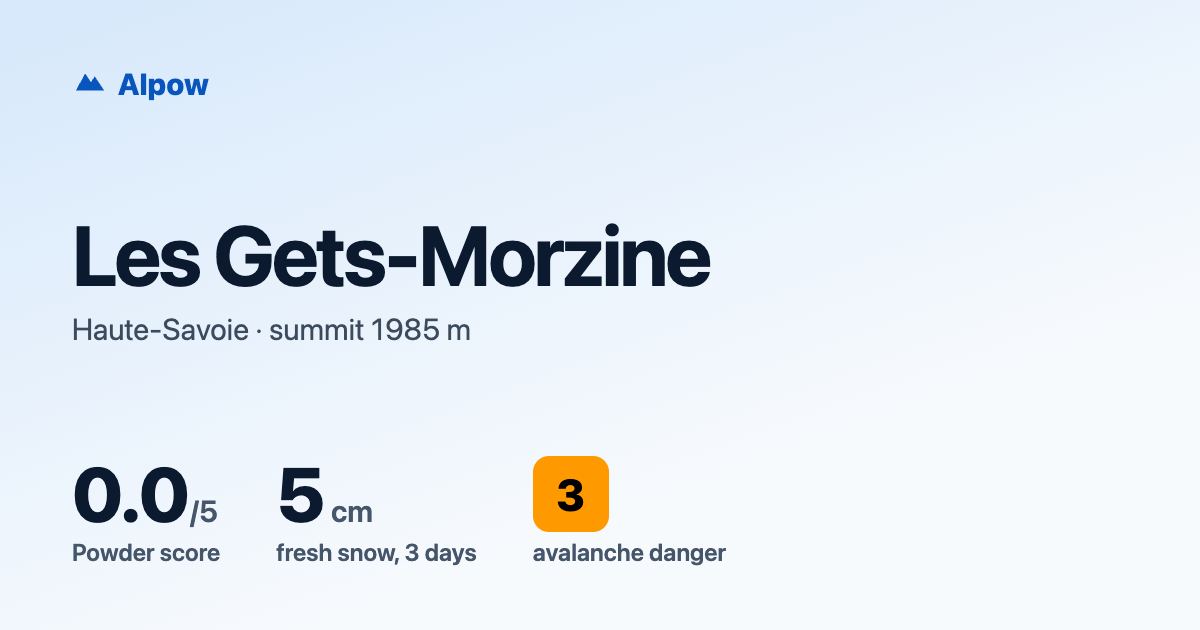 Alpow
Les Gets-Morzine
Haute-Savoie · summit 1985 m
0.0/5
Powder score
5 cm
fresh snow, 3 days
3
avalanche danger